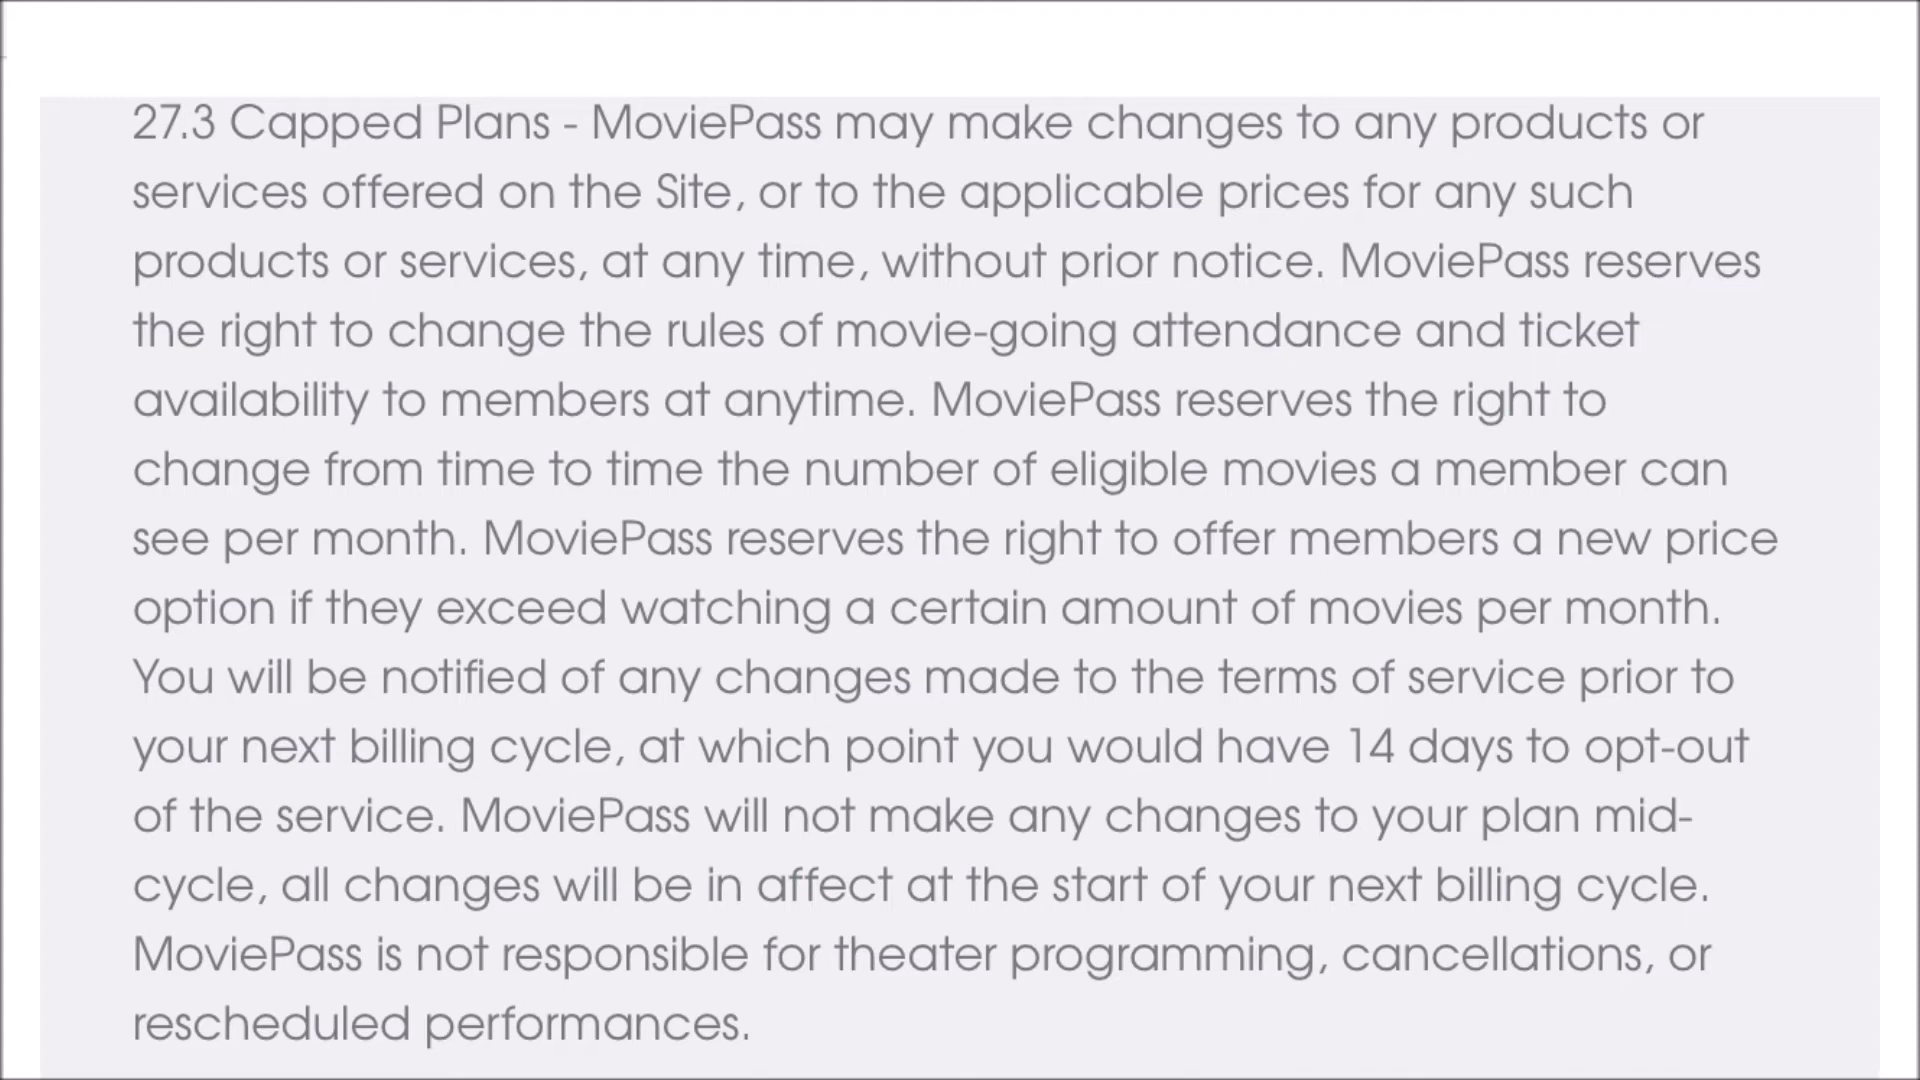 27.3 Capped Plans - MoviePass may make changes to any products or
services offered on the Site, or to the applicable prices for any such
products or services, at any time, without prior notice. MoviePass reserves
the right to change the rules of movie-going attendance and ticket
availability to members at anytime. MoviePass reserves the right to
change from time to time the number of eligible movies a member can
see per month. MoviePass reserves the right to offer members a new price
option if they exceed watching a certain amount of movies per month.
You will be notified of any changes made to the terms of service prior to
your next billing cycle, at which point you would have 14 days to opt-out
of the service. MoviePass will not make any changes to your plan mid-
cycle, all changes will be in affect at the start of your next billing cycle.
MoviePass is not responsible for theater programming, cancellations, or
rescheduled performances.